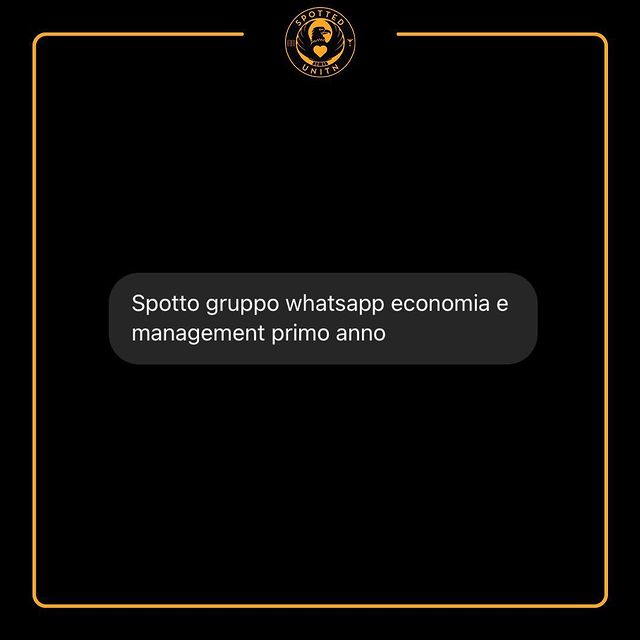 SPOTTED
UNITN
Spotto gruppo whatsapp economia e
management primo anno